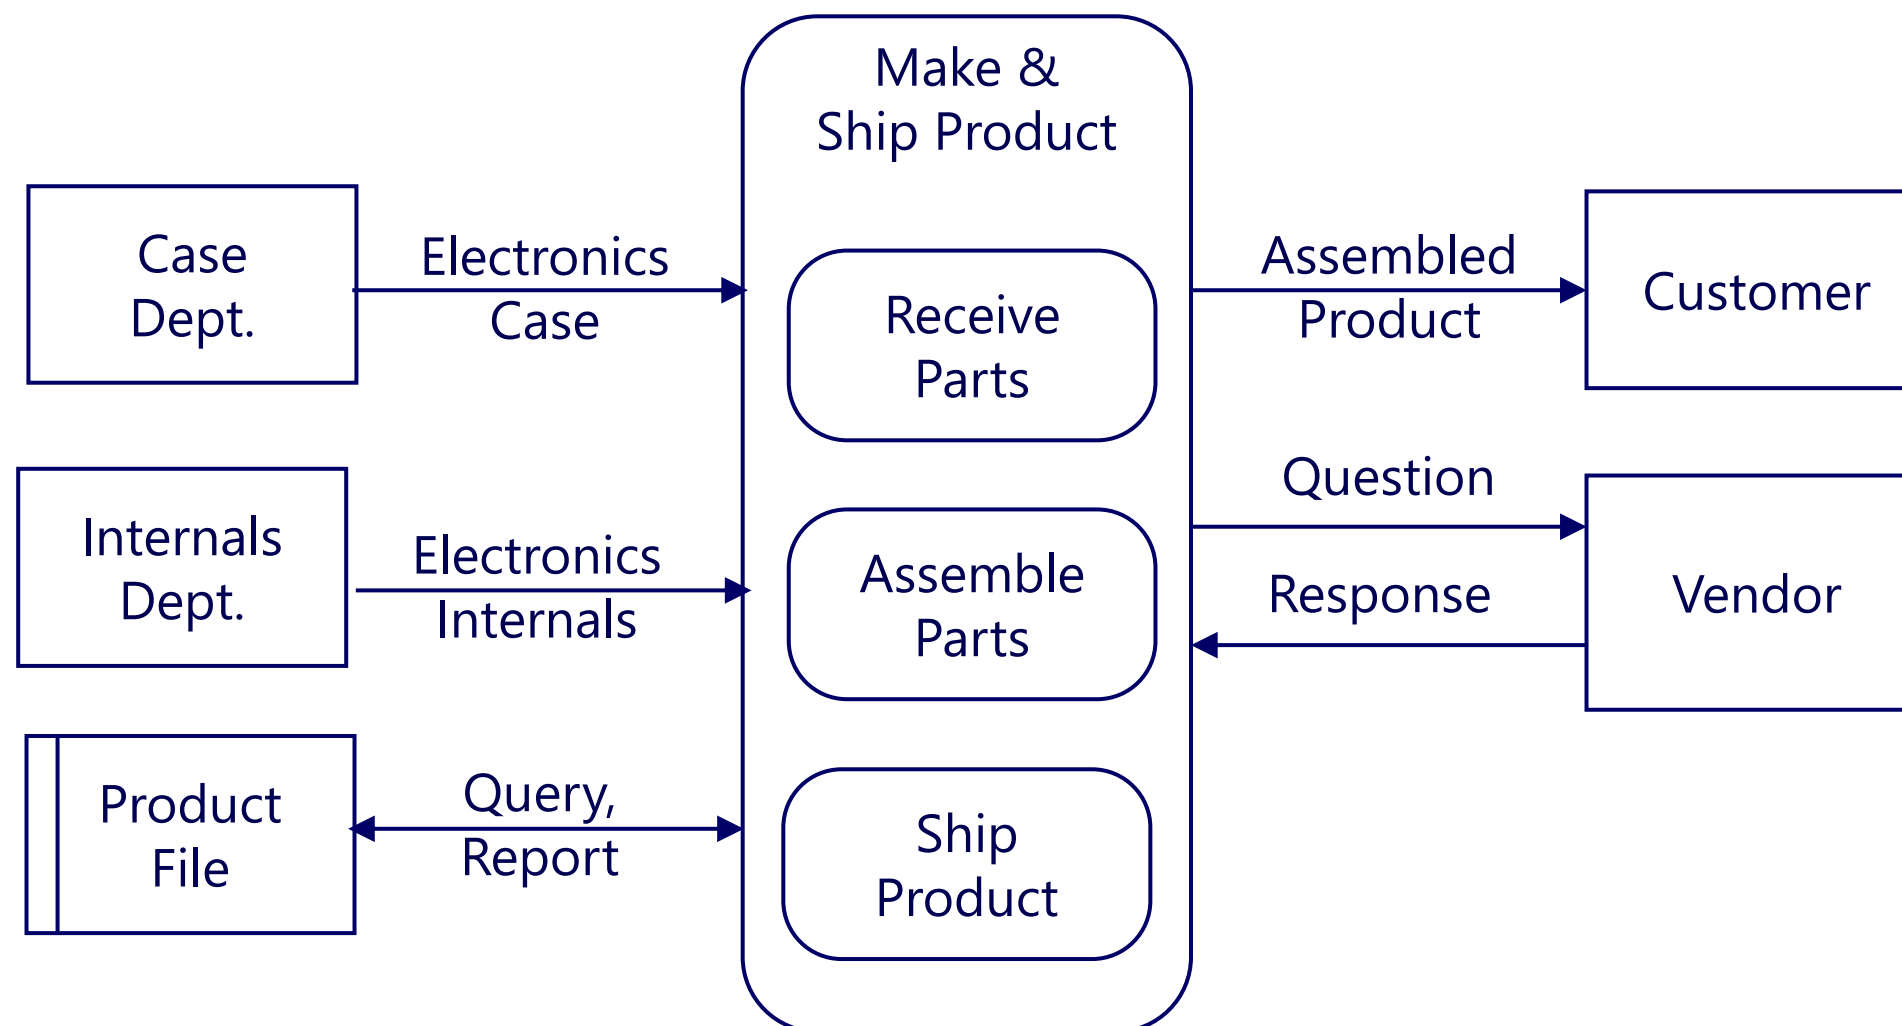 Make &
Ship Product
Case
Dept.
Electronics
Case
Receive
Parts
Assembled
Product
Customer
Internals
Dept.
Electronics
Internals
Assemble
Parts
Question
Response
Vendor
Product
File
Query,
Report
Ship
Product